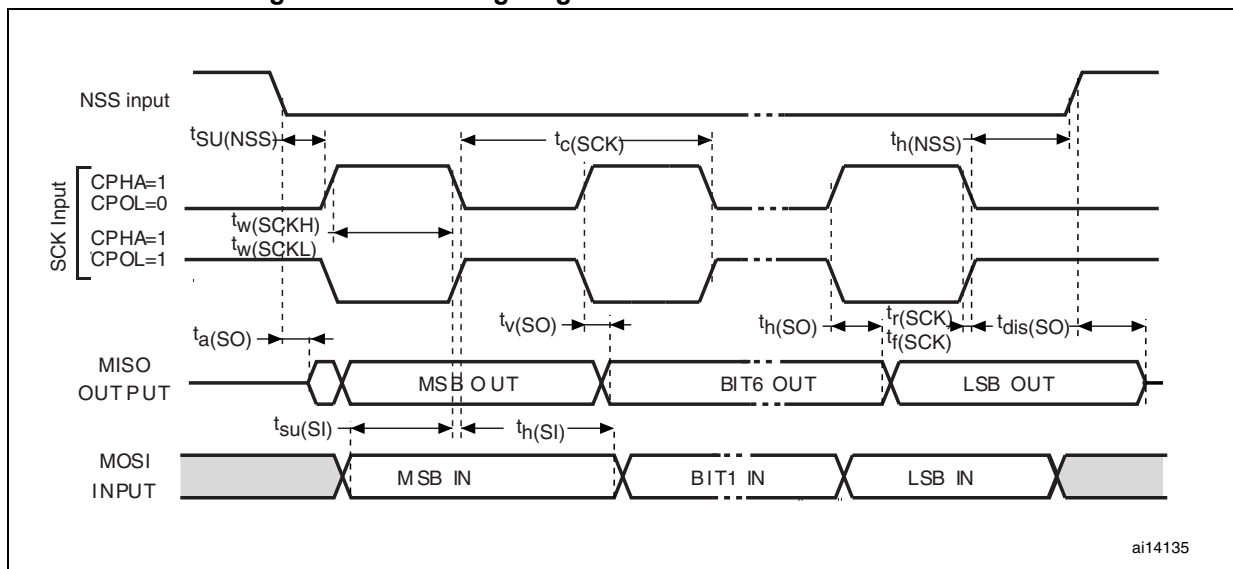 NSS input
tSU(NSS)
tc(SCK)
th(NSS)
SCK Input
CPHA=1
CPOL=0
tw(SCKH)
tw(SCKL)
CPHA=1
CPOL=1
ta(SO)
tv(SO)
th(SO)
tr(SCK)
tf(SCK)
tdis(SO)
MISO
OUTPUT
MSB OUT
BIT6 OUT
LSB OUT
tsu(SI)
th(SI)
MOSI
INPUT
MSB IN
BIT1 IN
LSB IN
ai14135